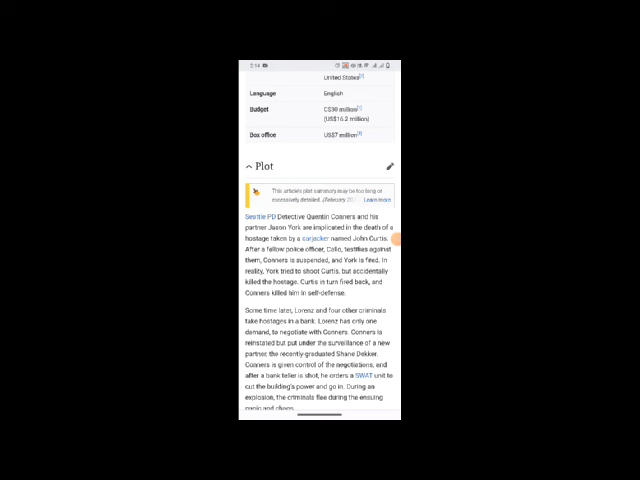 2:14
United States[1]
Language English
Budget C$30 million[1]
(US$16.2 million)
Box office US$7 million[3]
Plot
This article's plot summary may be too long or
excessively detailed. (February 20 Learn more
Seattle PD Detective Quentin Conners and his
partner Jason York are implicated in the death of a
hostage taken by a carjacker named John Curtis.
After a fellow police officer, Callo, testifies against
them, Conners is suspended, and York is fired. In
reality, York tried to shoot Curtis, but accidentally
killed the hostage. Curtis in turn fired back, and
Conners killed him in self-defense.
Some time later, Lorenz and four other criminals
take hostages in a bank. Lorenz has only one
demand, to negotiate with Conners. Conners is
reinstated but put under the surveillance of a new
partner, the recently-graduated Shane Dekker.
Conners is given control of the negotiations, and
after a bank teller is shot, he orders a SWAT unit to
cut the building's power and go in. During an
explosion, the criminals flee during the ensuing
panic and chaos.